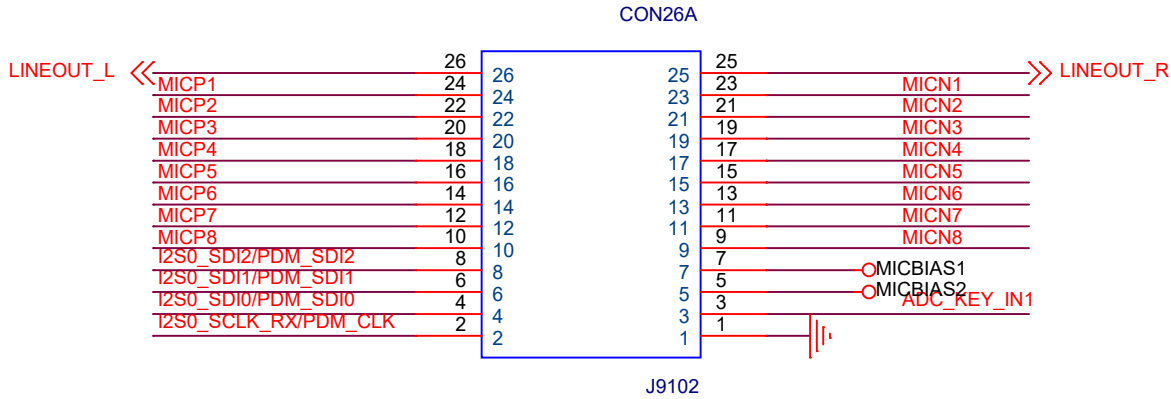 CON26A
LINEOUT_L 26 26 25 25 LINEOUT_R
MICP1 24 24 23 23 MICN1
MICP2 22 22 21 21 MICN2
MICP3 20 20 19 19 MICN3
MICP4 18 18 17 17 MICN4
MICP5 16 16 15 15 MICN5
MICP6 14 14 13 13 MICN6
MICP7 12 12 11 11 MICN7
MICP8 10 10 9 9 MICN8
I2S0_SDI2/PDM_SDI2 8 8 7 7 MICBIAS1
I2S0_SDI1/PDM_SDI1 6 6 5 5 MICBIAS2
I2S0_SDI0/PDM_SDI0 4 4 3 3 ADC_KEY_IN1
I2S0_SCLK_RX/PDM_CLK 2 2 1 1
J9102